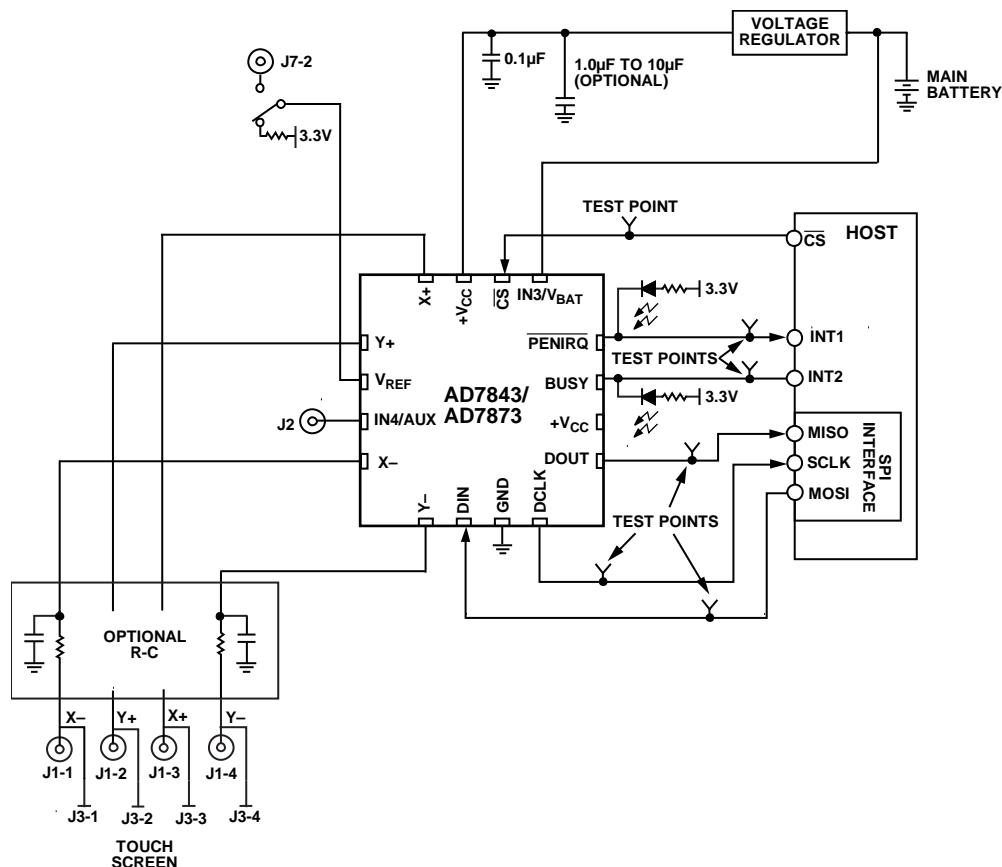 VOLTAGE
REGULATOR
J7-2
0.1µF
1.0µF TO 10µF
(OPTIONAL)
MAIN
BATTERY
3.3V
TEST POINT
CS
HOST
X+
+VCC
CS
IN3/VBAT
3.3V
Y+
PENIRQ
INT1
TEST POINTS
VREF
AD7843/
AD7873
BUSY
INT2
3.3V
J2
IN4/AUX
+VCC
MISO
X–
DOUT
SCLK
SPI
INTERFACE
MOSI
Y–
DIN
GND
DCLK
TEST POINTS
OPTIONAL
R-C
X–
Y+
X+
Y–
J1-1
J1-2
J1-3
J1-4
J3-1
J3-2
J3-3
J3-4
TOUCH
SCREEN